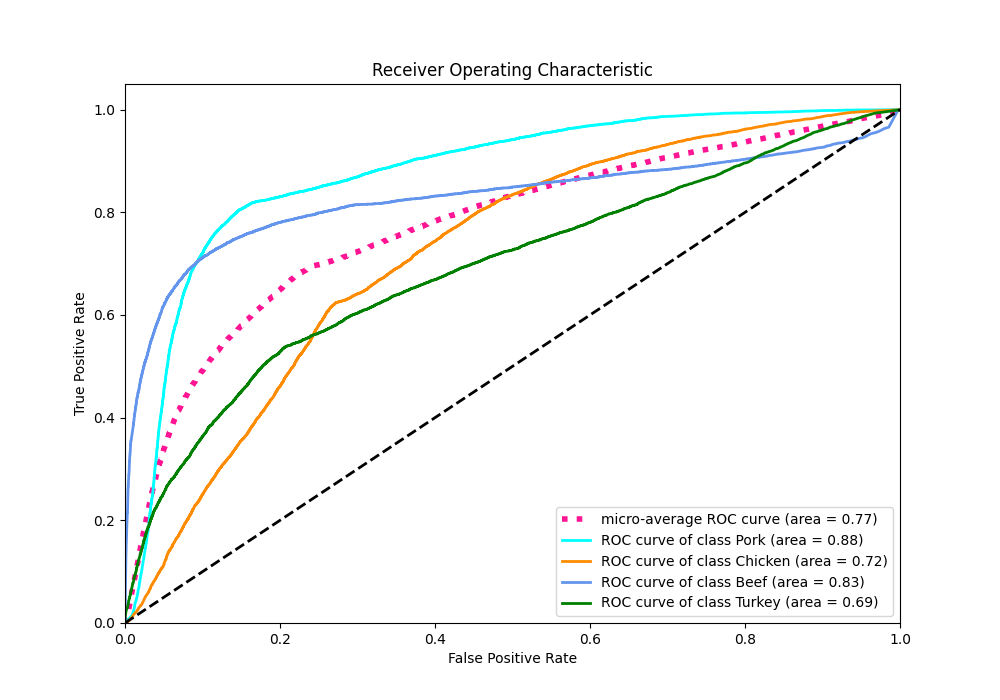 Receiver Operating Characteristic
True Positive Rate
1.0
0.8
0.6
0.4
0.2
0.0
0.0 0.2 0.4 0.6 0.8 1.0
False Positive Rate
micro-average ROC curve (area = 0.77)
ROC curve of class Pork (area = 0.88)
ROC curve of class Chicken (area = 0.72)
ROC curve of class Beef (area = 0.83)
ROC curve of class Turkey (area = 0.69)